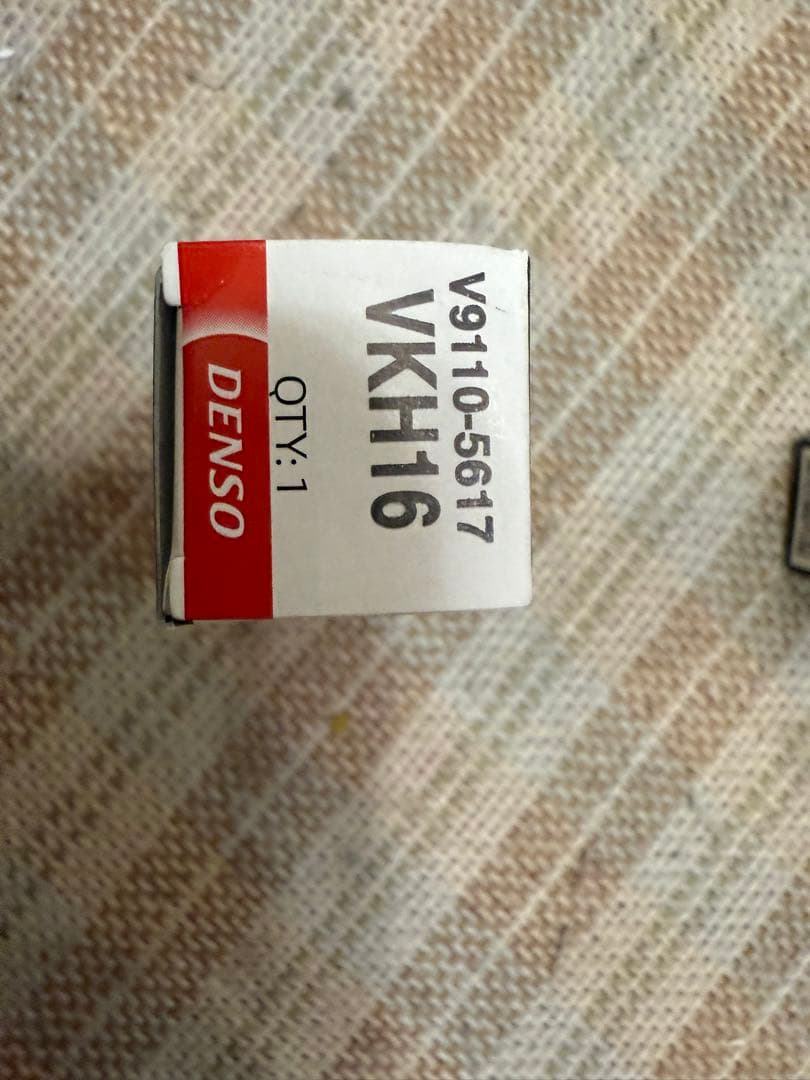 V9110-5617
VKH16
QTY: 1
DENSO